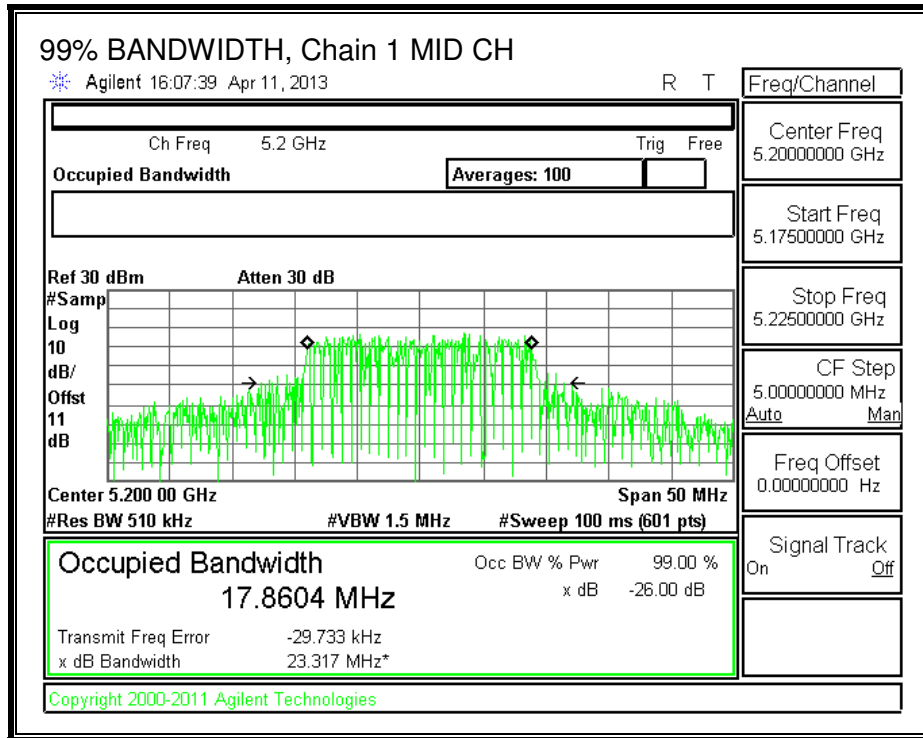 99% BANDWIDTH, Chain 1 MID CH
Agilent 16:07:39 Apr 11, 2013 R T
Ch Freq 5.2 GHz Trig Free
Occupied Bandwidth Averages: 100
Ref 30 dBm Atten 30 dB
#Samp
Log
10
dB/
Offst
11
dB
Center 5.200 00 GHz Span 50 MHz
#Res BW 510 kHz #VBW 1.5 MHz #Sweep 100 ms (601 pts)
Occupied Bandwidth Occ BW % Pwr 99.00 %
17.8604 MHz x dB -26.00 dB
Transmit Freq Error -29.733 kHz
x dB Bandwidth 23.317 MHz*
Copyright 2000-2011 Agilent Technologies
Freq/Channel
Center Freq
5.20000000 GHz
Start Freq
5.17500000 GHz
Stop Freq
5.22500000 GHz
CF Step
5.00000000 MHz
Auto Man
Freq Offset
0.00000000 Hz
Signal Track
On Off